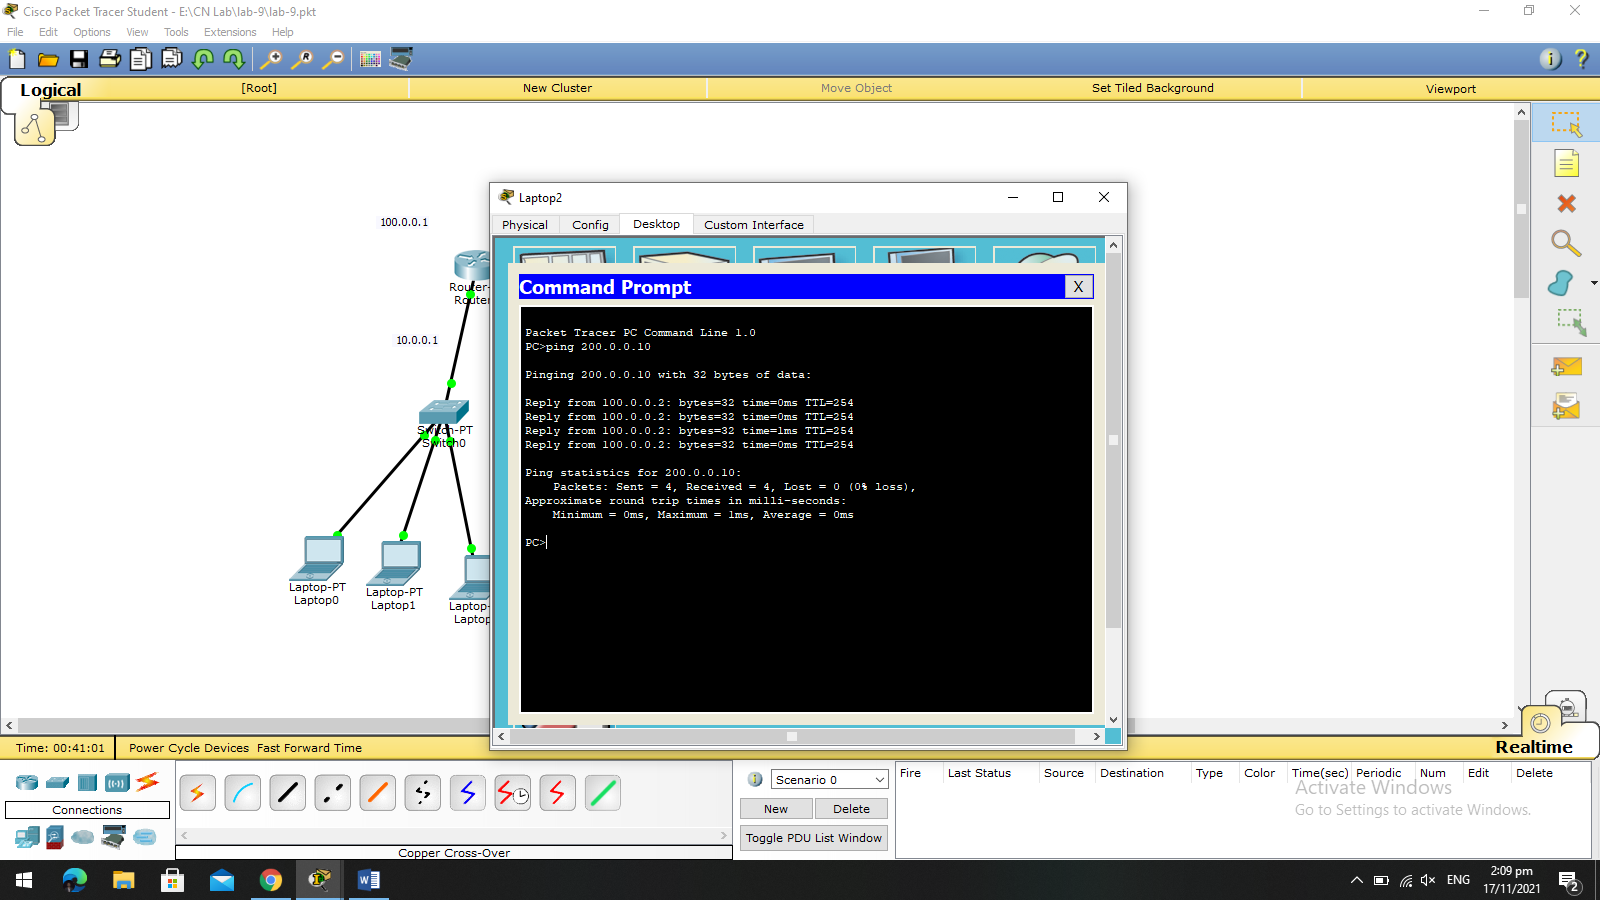 Cisco Packet Tracer Student - E:\CN Lab\lab-9\lab-9.pkt
File Edit Options View Tools Extensions Help
Logical [Root] New Cluster Move Object Set Tiled Background Viewport
100.0.0.1
Router-
Router
10.0.0.1
Switch-PT
Switch0
Laptop-PT
Laptop0
Laptop-PT
Laptop1
Laptop-
Laptop
Laptop2
Physical Config Desktop Custom Interface
Command Prompt X
Packet Tracer PC Command Line 1.0
PC>ping 200.0.0.10
Pinging 200.0.0.10 with 32 bytes of data:
Reply from 100.0.0.2: bytes=32 time=0ms TTL=254
Reply from 100.0.0.2: bytes=32 time=0ms TTL=254
Reply from 100.0.0.2: bytes=32 time=1ms TTL=254
Reply from 100.0.0.2: bytes=32 time=0ms TTL=254
Ping statistics for 200.0.0.10:
Packets: Sent = 4, Received = 4, Lost = 0 (0% loss),
Approximate round trip times in milli-seconds:
Minimum = 0ms, Maximum = 1ms, Average = 0ms
PC>
Time: 00:41:01 Power Cycle Devices Fast Forward Time Realtime
Connections
Copper Cross-Over
Scenario 0
New Delete
Toggle PDU List Window
Fire Last Status Source Destination Type Color Time(sec) Periodic Num Edit Delete
Activate Windows
Go to Settings to activate Windows.
ENG
2:09 pm
17/11/2021
2